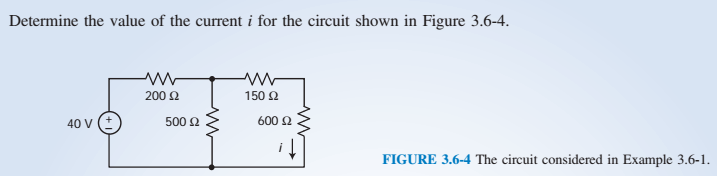 Determine the value of the current i for the circuit shown in Figure 3.6-4.
200 Ω
150 Ω
40 V
+
−
500 Ω
600 Ω
i
FIGURE 3.6-4 The circuit considered in Example 3.6-1.